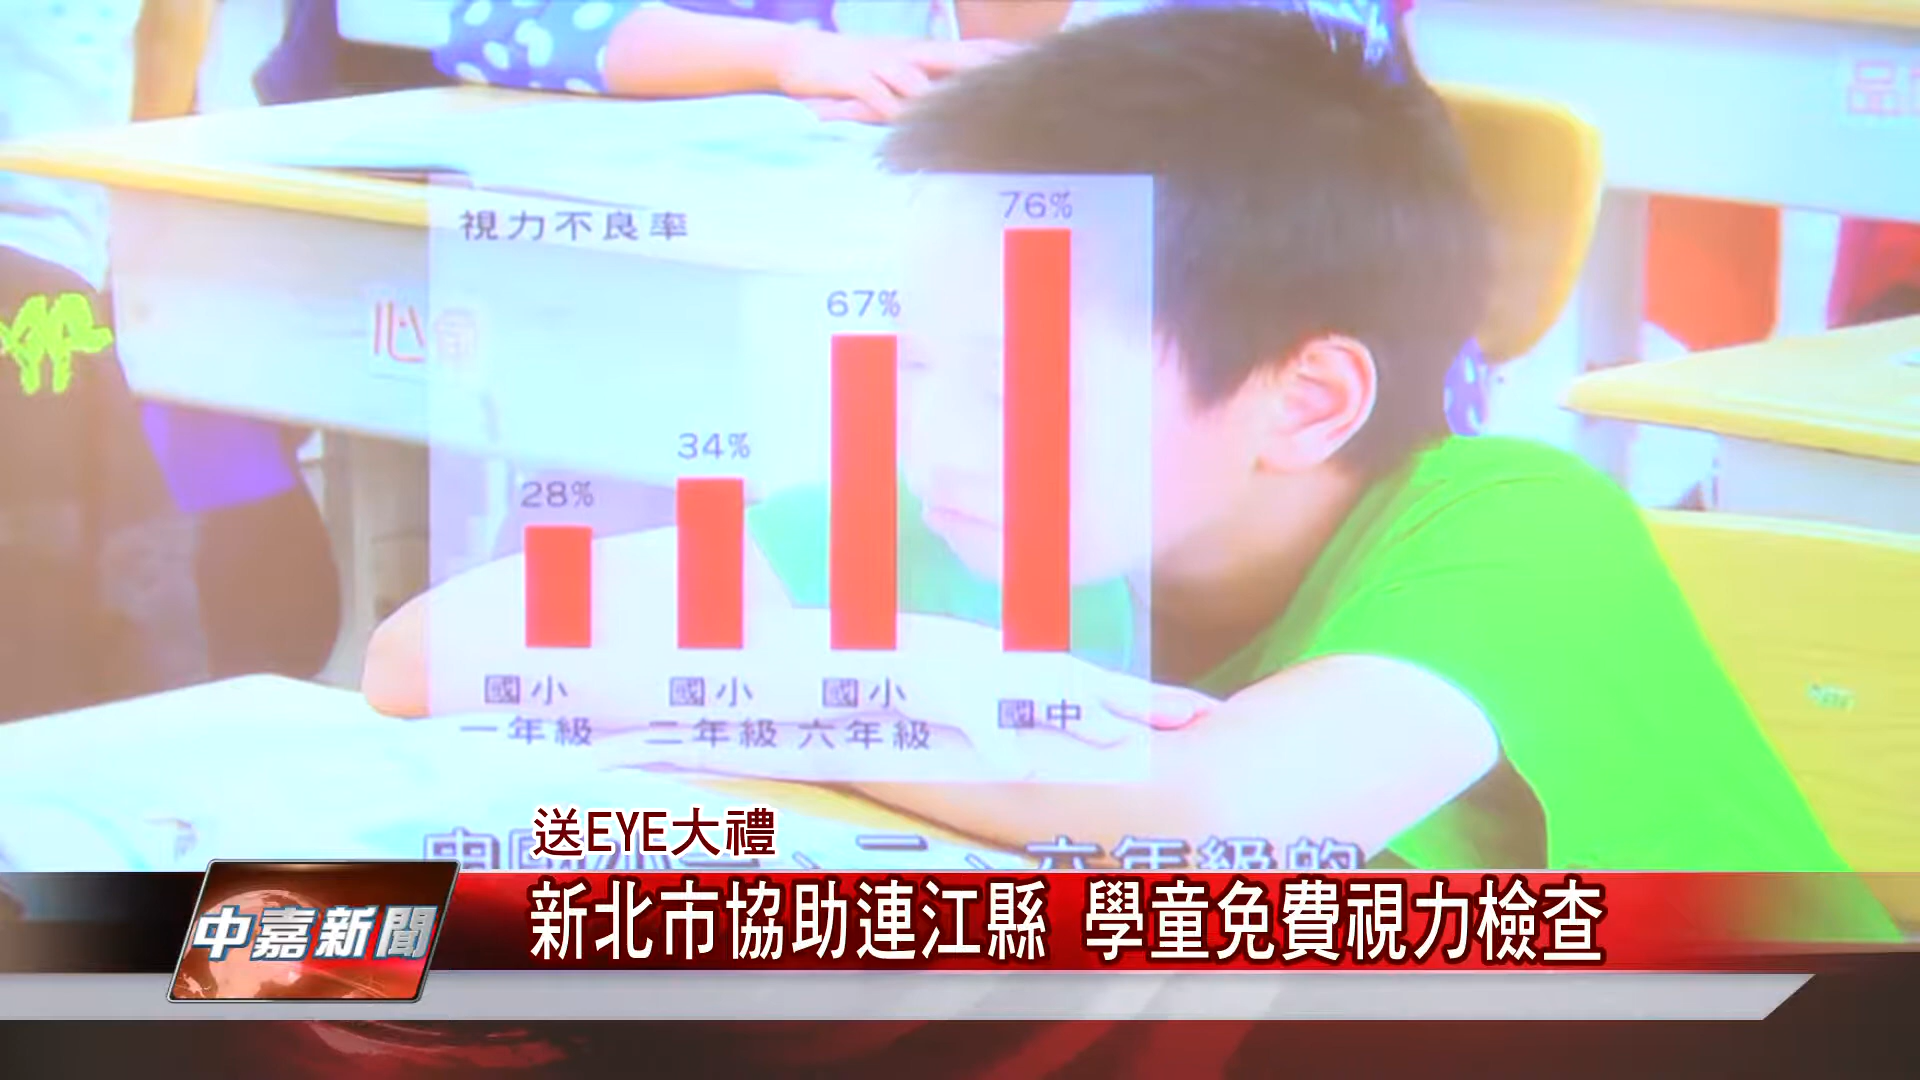 視力不良率
76%
67%
34%
28%
國小
一年級
國小
二年級
國小
六年級
國中
心
品
送EYE大禮
新北市協助連江縣 學童免費視力檢查
中嘉新聞